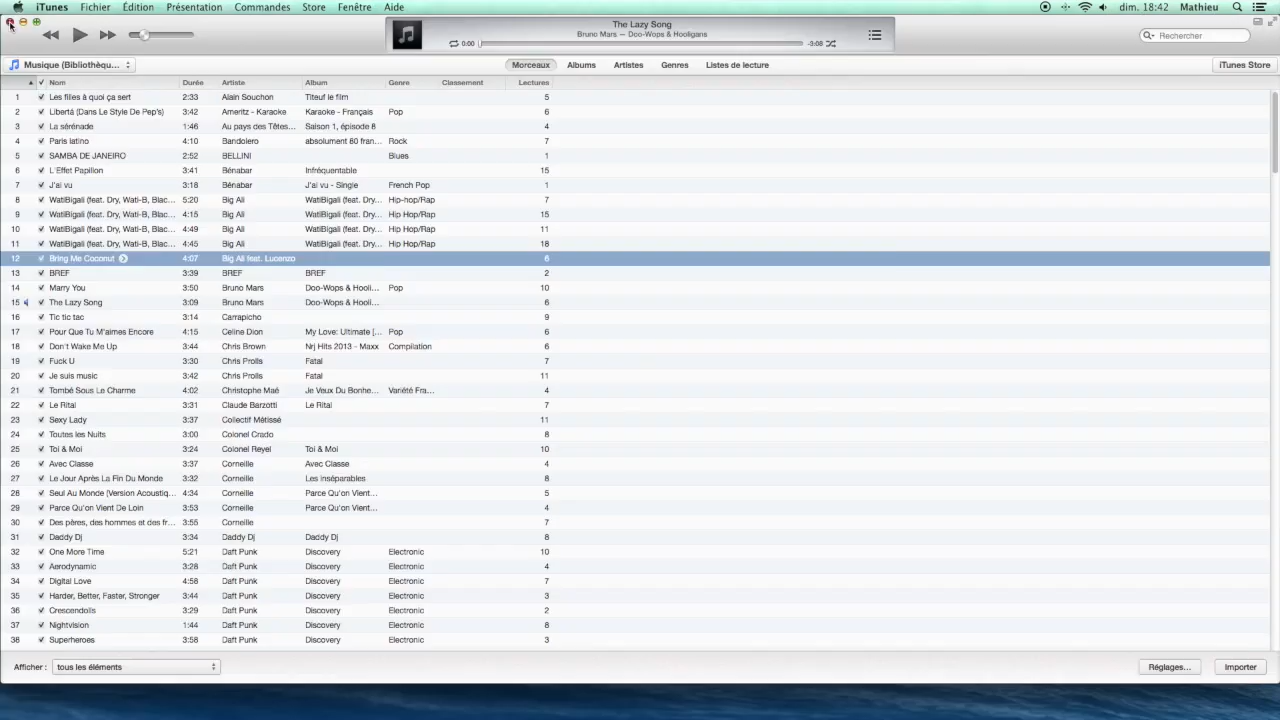 iTunes Fichier Édition Présentation Commandes Store Fenêtre Aide dim. 18:42 Mathieu
The Lazy Song
Bruno Mars — Doo-Wops & Hooligans
0:00 -3:08
Rechercher
Musique (Bibliothèqu... Morceaux Albums Artistes Genres Listes de lecture iTunes Store
Nom Durée Artiste Album Genre Classement Lectures
1 Les filles à quoi ça sert 2:33 Alain Souchon Titeuf le film 5
2 Libertá (Dans Le Style De Pep's) 3:42 Ameritz - Karaoke Karaoke - Français Pop 6
3 La sérénade 1:46 Au pays des Têtes... Saison 1, épisode 8 4
4 Paris latino 4:10 Bandolero absolument 80 fran... Rock 7
5 SAMBA DE JANEIRO 2:52 BELLINI Blues 1
6 L'Effet Papillon 3:41 Bénabar Infréquentable 15
7 J'ai vu 3:18 Bénabar J'ai vu - Single French Pop 1
8 WatiBigali (feat. Dry, Wati-B, Blac... 5:20 Big Ali WatiBigali (feat. Dry,... Hip-hop/Rap 7
9 WatiBigali (feat. Dry, Wati-B, Blac... 4:15 Big Ali WatiBigali (feat. Dry,... Hip Hop/Rap 15
10 WatiBigali (feat. Dry, Wati-B, Blac... 4:49 Big Ali WatiBigali (feat. Dry,... Hip Hop/Rap 11
11 WatiBigali (feat. Dry, Wati-B, Blac... 4:45 Big Ali WatiBigali (feat. Dry,... Hip Hop/Rap 18
12 Bring Me Coconut 4:07 Big Ali feat. Lucenzo 6
13 BREF 3:39 BREF BREF 2
14 Marry You 3:50 Bruno Mars Doo-Wops & Hooli... Pop 10
15 The Lazy Song 3:09 Bruno Mars Doo-Wops & Hooli... 6
16 Tic tic tac 3:14 Carrapicho 9
17 Pour Que Tu M'aimes Encore 4:15 Celine Dion My Love: Ultimate [... Pop 6
18 Don't Wake Me Up 3:44 Chris Brown Nrj Hits 2013 - Maxx Compilation 6
19 Fuck U 3:30 Chris Prolls Fatal 7
20 Je suis music 3:42 Chris Prolls Fatal 11
21 Tombé Sous Le Charme 4:02 Christophe Maé Je Veux Du Bonhe... Variété Fra... 4
22 Le Rital 3:31 Claude Barzotti Le Rital 7
23 Sexy Lady 3:37 Collectif Métissé 11
24 Toutes les Nuits 3:00 Colonel Crado 8
25 Toi & Moi 3:24 Colonel Reyel Toi & Moi 10
26 Avec Classe 3:37 Corneille Avec Classe 4
27 Le Jour Après La Fin Du Monde 3:32 Corneille Les inséparables 8
28 Seul Au Monde (Version Acoustiq... 4:34 Corneille Parce Qu'on Vient... 5
29 Parce Qu'on Vient De Loin 3:53 Corneille Parce Qu'on Vient... 4
30 Des pères, des hommes et des fr... 3:55 Corneille 7
31 Daddy Dj 3:34 Daddy Dj Daddy Dj 8
32 One More Time 5:21 Daft Punk Discovery Electronic 10
33 Aerodynamic 3:28 Daft Punk Discovery Electronic 4
34 Digital Love 4:58 Daft Punk Discovery Electronic 7
35 Harder, Better, Faster, Stronger 3:44 Daft Punk Discovery Electronic 3
36 Crescendolls 3:29 Daft Punk Discovery Electronic 2
37 Nightvision 1:44 Daft Punk Discovery Electronic 8
38 Superheroes 3:58 Daft Punk Discovery Electronic 3
Afficher : tous les éléments Réglages... Importer